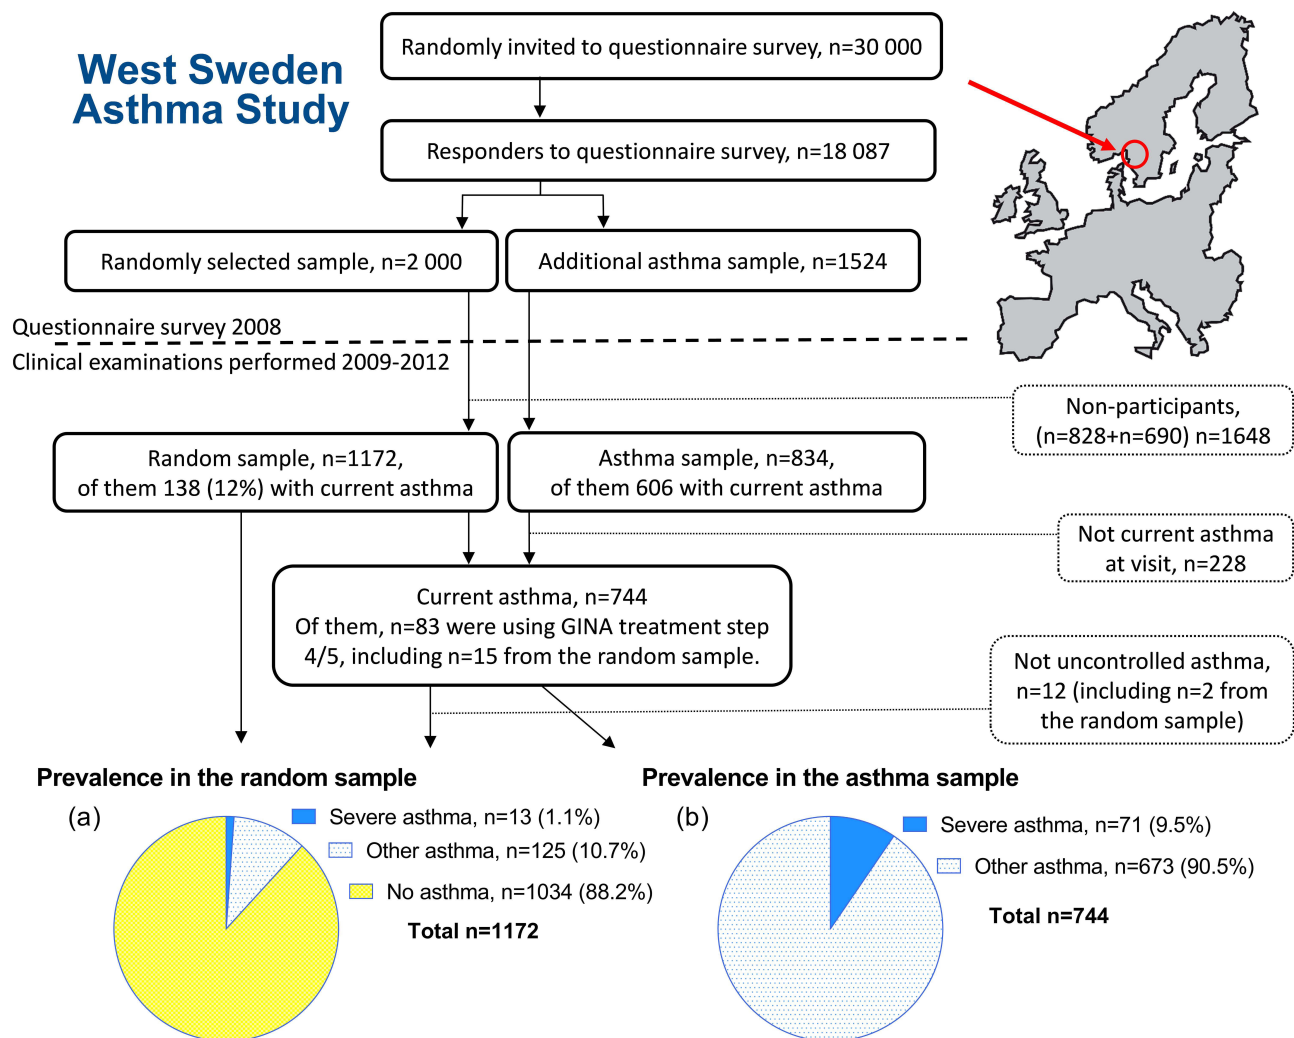 West Sweden
Asthma Study
Randomly invited to questionnaire survey, n=30 000
Responders to questionnaire survey, n=18 087
Randomly selected sample, n=2 000
Additional asthma sample, n=1524
Questionnaire survey 2008
Clinical examinations performed 2009-2012
Non-participants,
(n=828+n=690) n=1648
Random sample, n=1172,
of them 138 (12%) with current asthma
Asthma sample, n=834,
of them 606 with current asthma
Not current asthma
at visit, n=228
Current asthma, n=744
Of them, n=83 were using GINA treatment step
4/5, including n=15 from the random sample.
Not uncontrolled asthma,
n=12 (including n=2 from
the random sample)
Prevalence in the random sample
(a)
Severe asthma, n=13 (1.1%)
Other asthma, n=125 (10.7%)
No asthma, n=1034 (88.2%)
Total n=1172
Prevalence in the asthma sample
(b)
Severe asthma, n=71 (9.5%)
Other asthma, n=673 (90.5%)
Total n=744